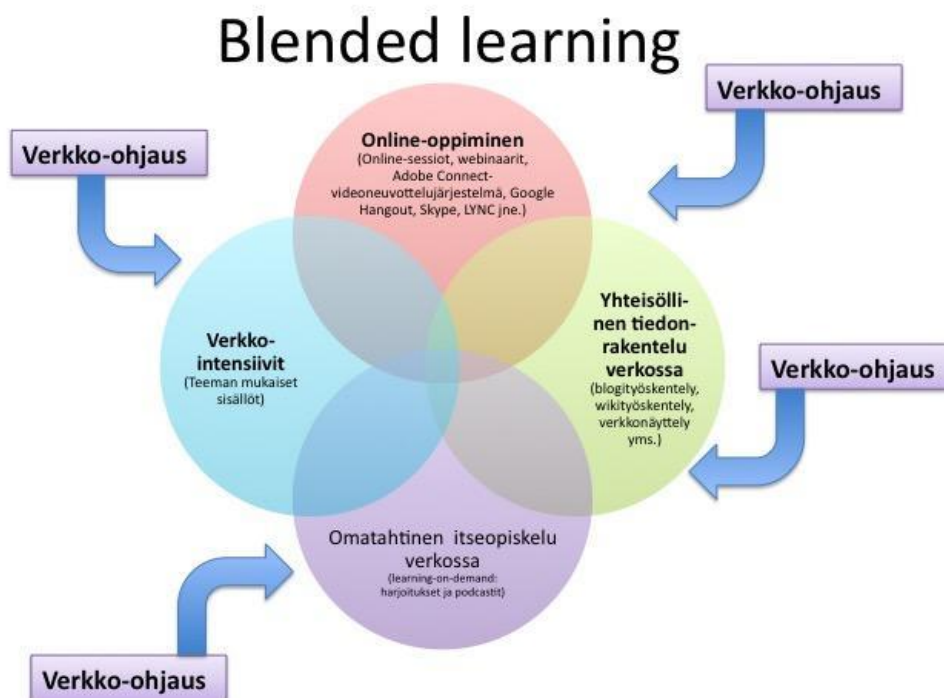 Blended learning
Verkko-ohjaus
Verkko-ohjaus
Online-oppiminen
(Online-sessiot, webinaarit,
Adobe Connect-
videoneuvottelujärjestelmä, Google
Hangout, Skype, LYNC jne.)
Verkko-
intensiivit
(Teeman mukaiset
sisällöt)
Yhteisölli-
nen tiedon-
rakentelu
verkossa
(blogityöskentely,
wikityöskentely,
verkkonäyttely
yms.)
Verkko-ohjaus
Omatahtinen itseopiskelu
verkossa
(learning-on-demand:
harjoitukset ja podcastit)
Verkko-ohjaus